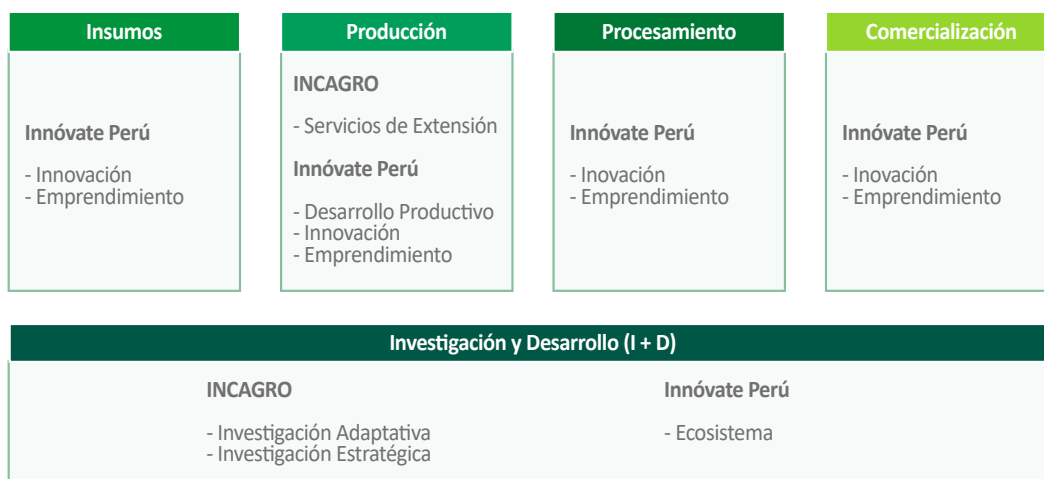 Insumos
Innóvate Perú
- Innovación
- Emprendimiento
Producción
INCAGRO
- Servicios de Extensión
Innóvate Perú
- Desarrollo Productivo
- Innovación
- Emprendimiento
Procesamiento
Innóvate Perú
- Inovación
- Emprendimiento
Comercialización
Innóvate Perú
- Inovación
- Emprendimiento
Investigación y Desarrollo (I + D)
INCAGRO
- Investigación Adaptativa
- Investigación Estratégica
Innóvate Perú
- Ecosistema